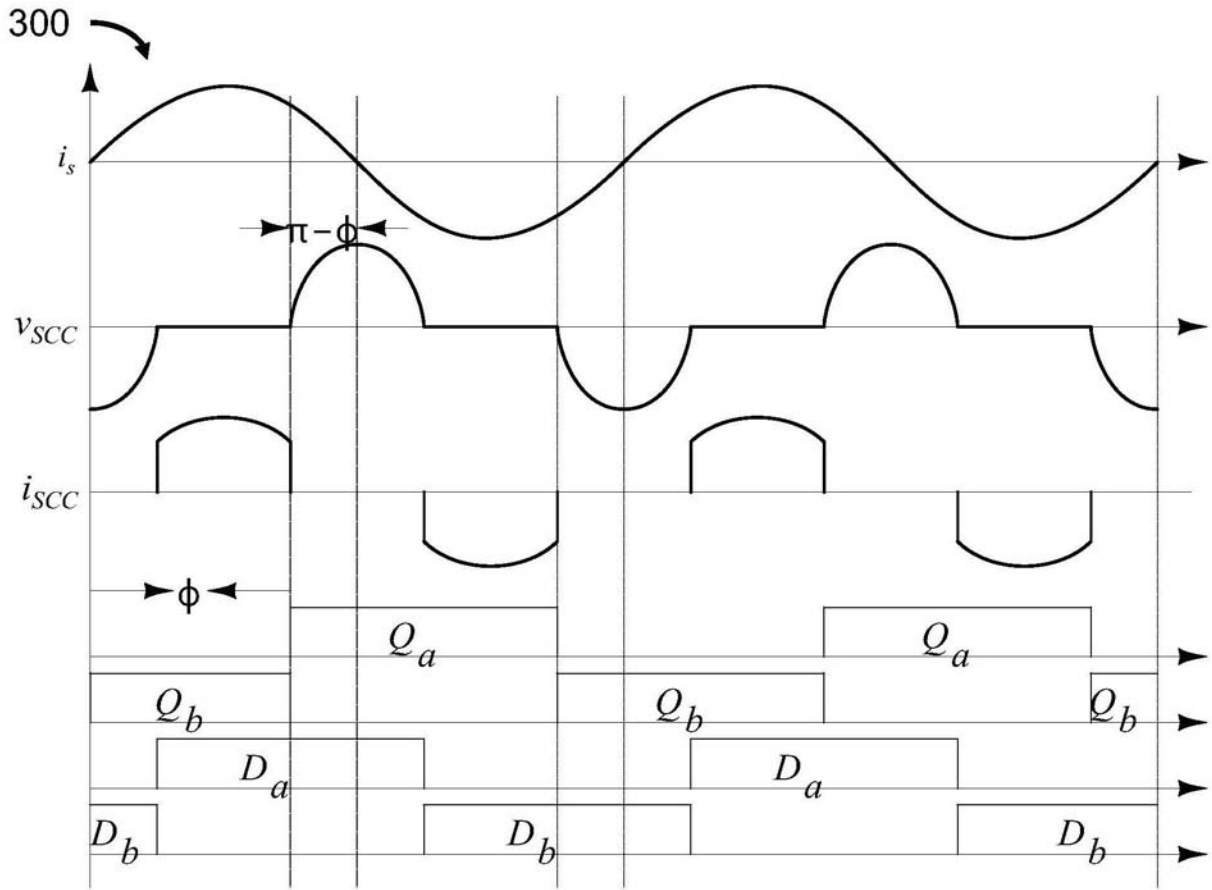 300
i_s
π−ϕ
v_SCC
i_SCC
ϕ
Q_a Q_a
Q_b Q_b Q_b
D_a D_a
D_b D_b D_b